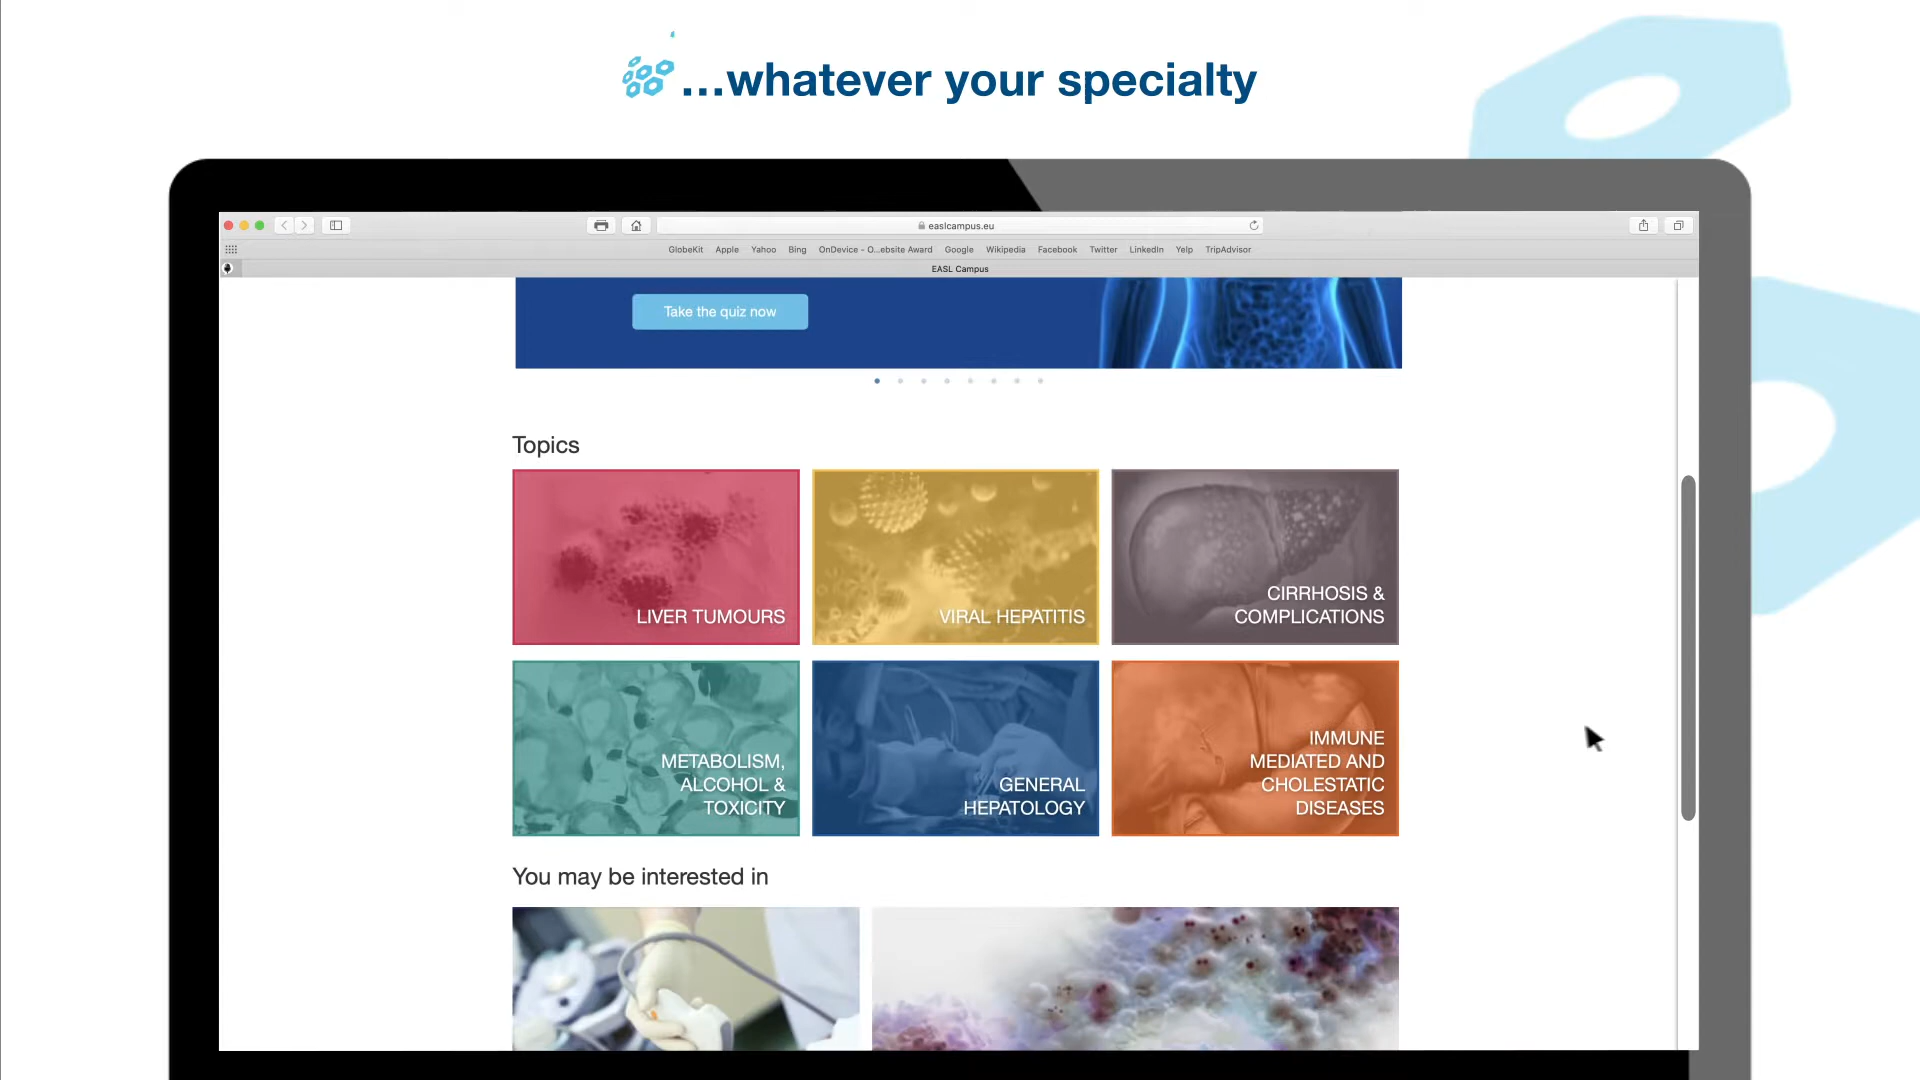 ...whatever your specialty
easlcampus.eu
GlobeKit Apple Yahoo Bing OnDevice - O...ebsite Award Google Wikipedia Facebook Twitter LinkedIn Yelp TripAdvisor
EASL Campus
Take the quiz now
Topics
LIVER TUMOURS
VIRAL HEPATITIS
CIRRHOSIS &
COMPLICATIONS
METABOLISM,
ALCOHOL &
TOXICITY
GENERAL
HEPATOLOGY
IMMUNE
MEDIATED AND
CHOLESTATIC
DISEASES
You may be interested in